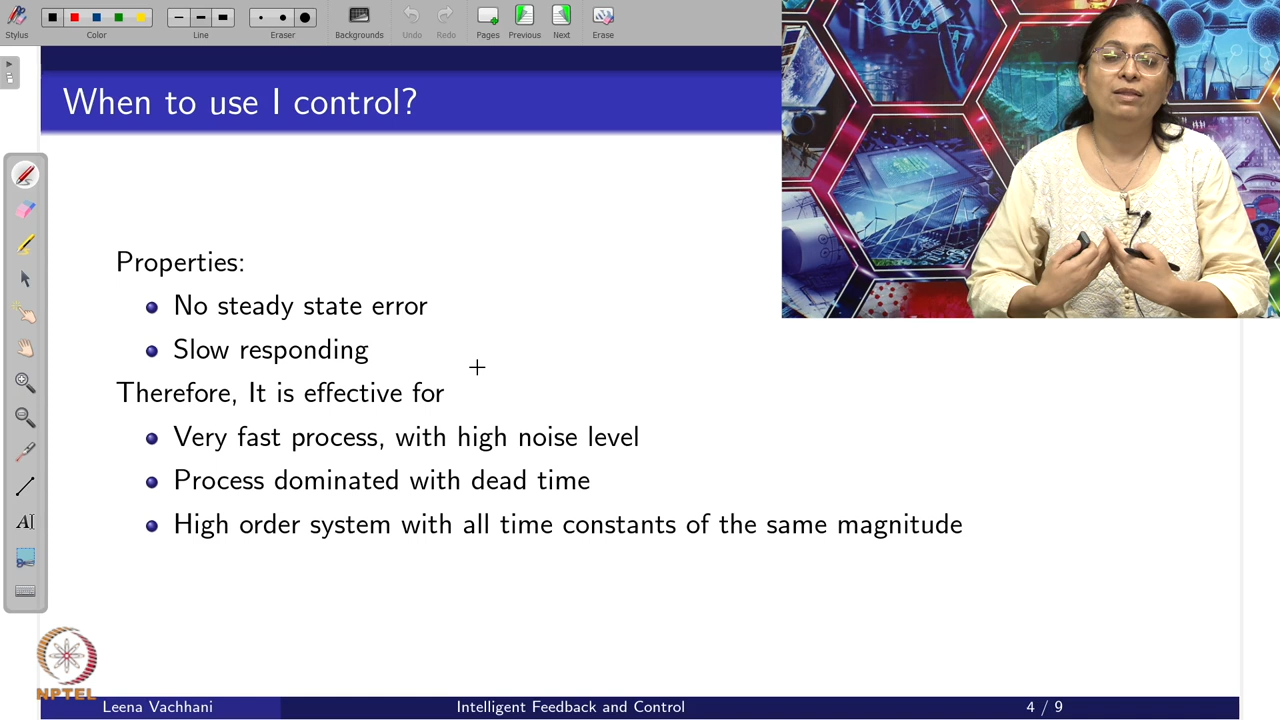 Stylus
Color
Line
Eraser
Backgrounds
Undo
Redo
Pages
Previous
Next
Erase
When to use I control?
Properties:
No steady state error
Slow responding
Therefore, It is effective for
Very fast process, with high noise level
Process dominated with dead time
High order system with all time constants of the same magnitude
A
NPTEL
Leena Vachhani
Intelligent Feedback and Control
4 / 9